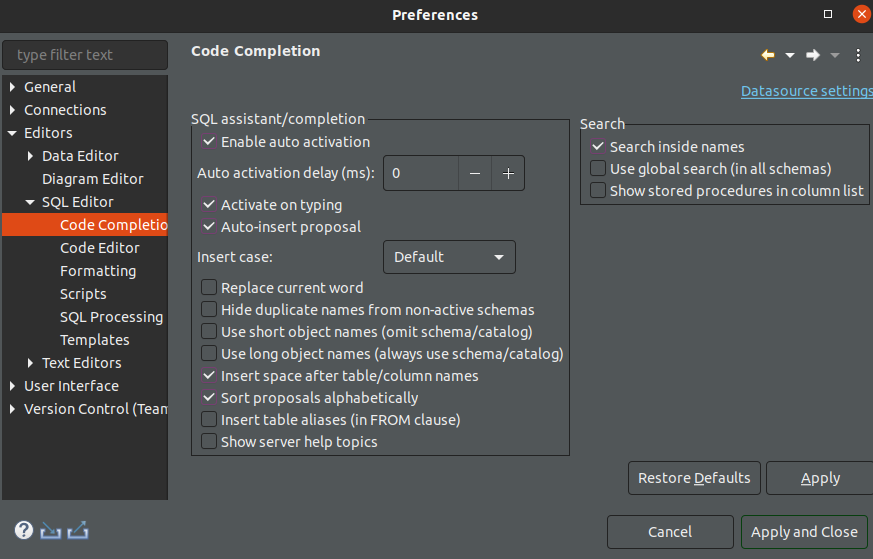 Preferences
type filter text
General
Connections
Editors
Data Editor
Diagram Editor
SQL Editor
Code Completio
Code Editor
Formatting
Scripts
SQL Processing
Templates
Text Editors
User Interface
Version Control (Team
Code Completion
Datasource settings
SQL assistant/completion
Enable auto activation
Auto activation delay (ms): 0 − +
Activate on typing
Auto-insert proposal
Insert case: Default
Replace current word
Hide duplicate names from non-active schemas
Use short object names (omit schema/catalog)
Use long object names (always use schema/catalog)
Insert space after table/column names
Sort proposals alphabetically
Insert table aliases (in FROM clause)
Show server help topics
Search
Search inside names
Use global search (in all schemas)
Show stored procedures in column list
Restore Defaults Apply
? Cancel Apply and Close